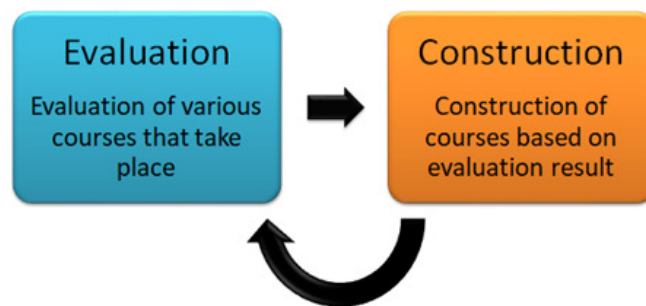 Evaluation
Evaluation of various
courses that take
place
Construction
Construction of
courses based on
evaluation result